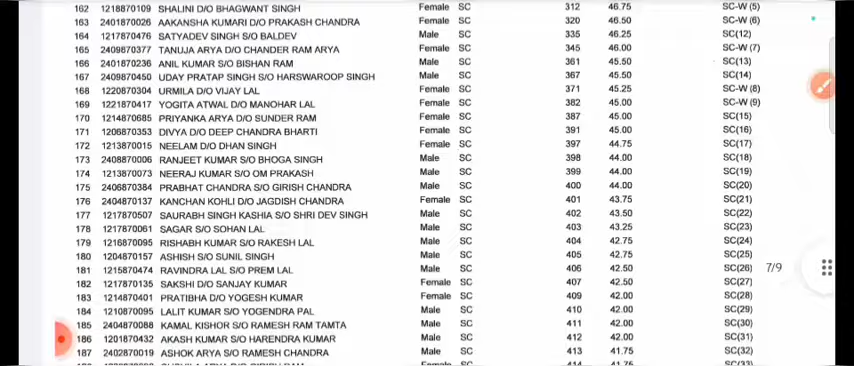 162 1218870109 SHALINI D/O BHAGWANT SINGH Female SC 312 46.75 SC-W (5)
163 2401870026 AAKANSHA KUMARI D/O PRAKASH CHANDRA Female SC 320 46.50 SC-W (6)
164 1217870476 SATYADEV SINGH S/O BALDEV Male SC 335 46.25 SC(12)
165 2409870377 TANUJA ARYA D/O CHANDER RAM ARYA Female SC 345 46.00 SC-W (7)
166 2401870236 ANIL KUMAR S/O BISHAN RAM Male SC 361 45.50 SC(13)
167 2409870450 UDAY PRATAP SINGH S/O HARSWAROOP SINGH Male SC 367 45.50 SC(14)
168 1220870304 URMILA D/O VIJAY LAL Female SC 371 45.25 SC-W (8)
169 1221870417 YOGITA ATWAL D/O MANOHAR LAL Female SC 382 45.00 SC-W (9)
170 1214870685 PRIYANKA ARYA D/O SUNDER RAM Female SC 387 45.00 SC(15)
171 1206870353 DIVYA D/O DEEP CHANDRA BHARTI Female SC 391 45.00 SC(16)
172 1213870015 NEELAM D/O DHAN SINGH Female SC 397 44.75 SC(17)
173 2408870006 RANJEET KUMAR S/O BHOGA SINGH Male SC 398 44.00 SC(18)
174 1213870073 NEERAJ KUMAR S/O OM PRAKASH Male SC 399 44.00 SC(19)
175 2406870384 PRABHAT CHANDRA S/O GIRISH CHANDRA Male SC 400 44.00 SC(20)
176 2404870137 KANCHAN KOHLI D/O JAGDISH CHANDRA Female SC 401 43.75 SC(21)
177 1217870507 SAURABH SINGH KASHIA S/O SHRI DEV SINGH Male SC 402 43.50 SC(22)
178 1217870061 SAGAR S/O SOHAN LAL Male SC 403 43.25 SC(23)
179 1216870095 RISHABH KUMAR S/O RAKESH LAL Male SC 404 42.75 SC(24)
180 1204870157 ASHISH S/O SUNIL SINGH Male SC 405 42.75 SC(25)
181 1215870474 RAVINDRA LAL S/O PREM LAL Male SC 406 42.50 SC(26) 7/9
182 1217870135 SAKSHI D/O SANJAY KUMAR Female SC 407 42.50 SC(27)
183 1214870401 PRATIBHA D/O YOGESH KUMAR Female SC 409 42.00 SC(28)
184 1210870095 LALIT KUMAR S/O YOGENDRA PAL Male SC 410 42.00 SC(29)
185 2404870088 KAMAL KISHOR S/O RAMESH RAM TAMTA Male SC 411 42.00 SC(30)
186 1201870432 AKASH KUMAR S/O HARENDRA KUMAR Male SC 412 42.00 SC(31)
187 2402870019 ASHOK ARYA S/O RAMESH CHANDRA Male SC 413 41.75 SC(32)
Female SC 414 41.75 SC(33)